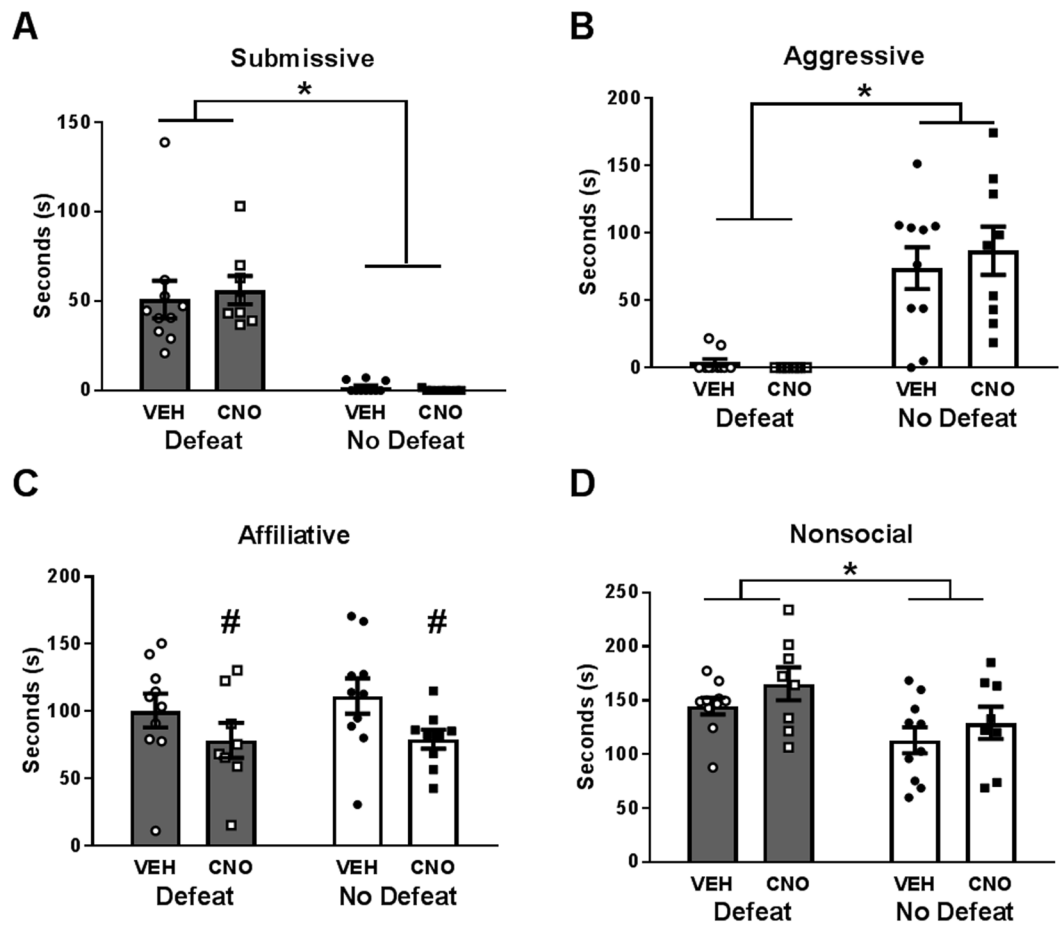 A
Submissive
*
Seconds (s)
150
100
50
0
VEH CNO VEH CNO
Defeat No Defeat
B
Aggressive
*
Seconds (s)
200
150
100
50
0
VEH CNO VEH CNO
Defeat No Defeat
C
Affiliative
# #
Seconds (s)
200
150
100
50
0
VEH CNO VEH CNO
Defeat No Defeat
D
Nonsocial
*
Seconds (s)
250
200
150
100
50
0
VEH CNO VEH CNO
Defeat No Defeat